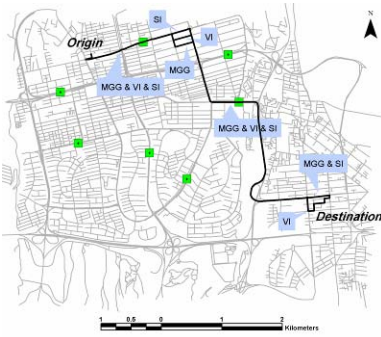 SI
N
Origin
VI
MGG
MGG & VI & SI
MGG & VI & SI
MGG & SI
VI
Destination
1 0.5 0 1 2
Kilometers